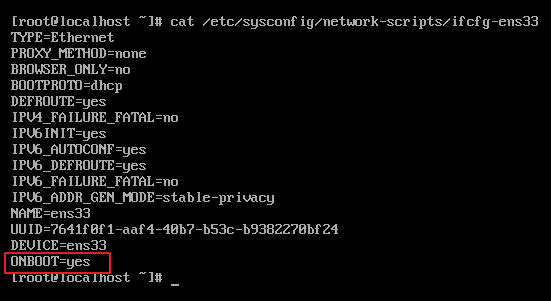 [root@localhost ~]# cat /etc/sysconfig/network-scripts/ifcfg-ens33
TYPE=Ethernet
PROXY_METHOD=none
BROWSER_ONLY=no
BOOTPROTO=dhcp
DEFROUTE=yes
IPV4_FAILURE_FATAL=no
IPV6INIT=yes
IPV6_AUTOCONF=yes
IPV6_DEFROUTE=yes
IPV6_FAILURE_FATAL=no
IPV6_ADDR_GEN_MODE=stable-privacy
NAME=ens33
UUID=7641f0f1-aaf4-40b7-b53c-b9382270bf24
DEVICE=ens33
ONBOOT=yes
[root@localhost ~]# _